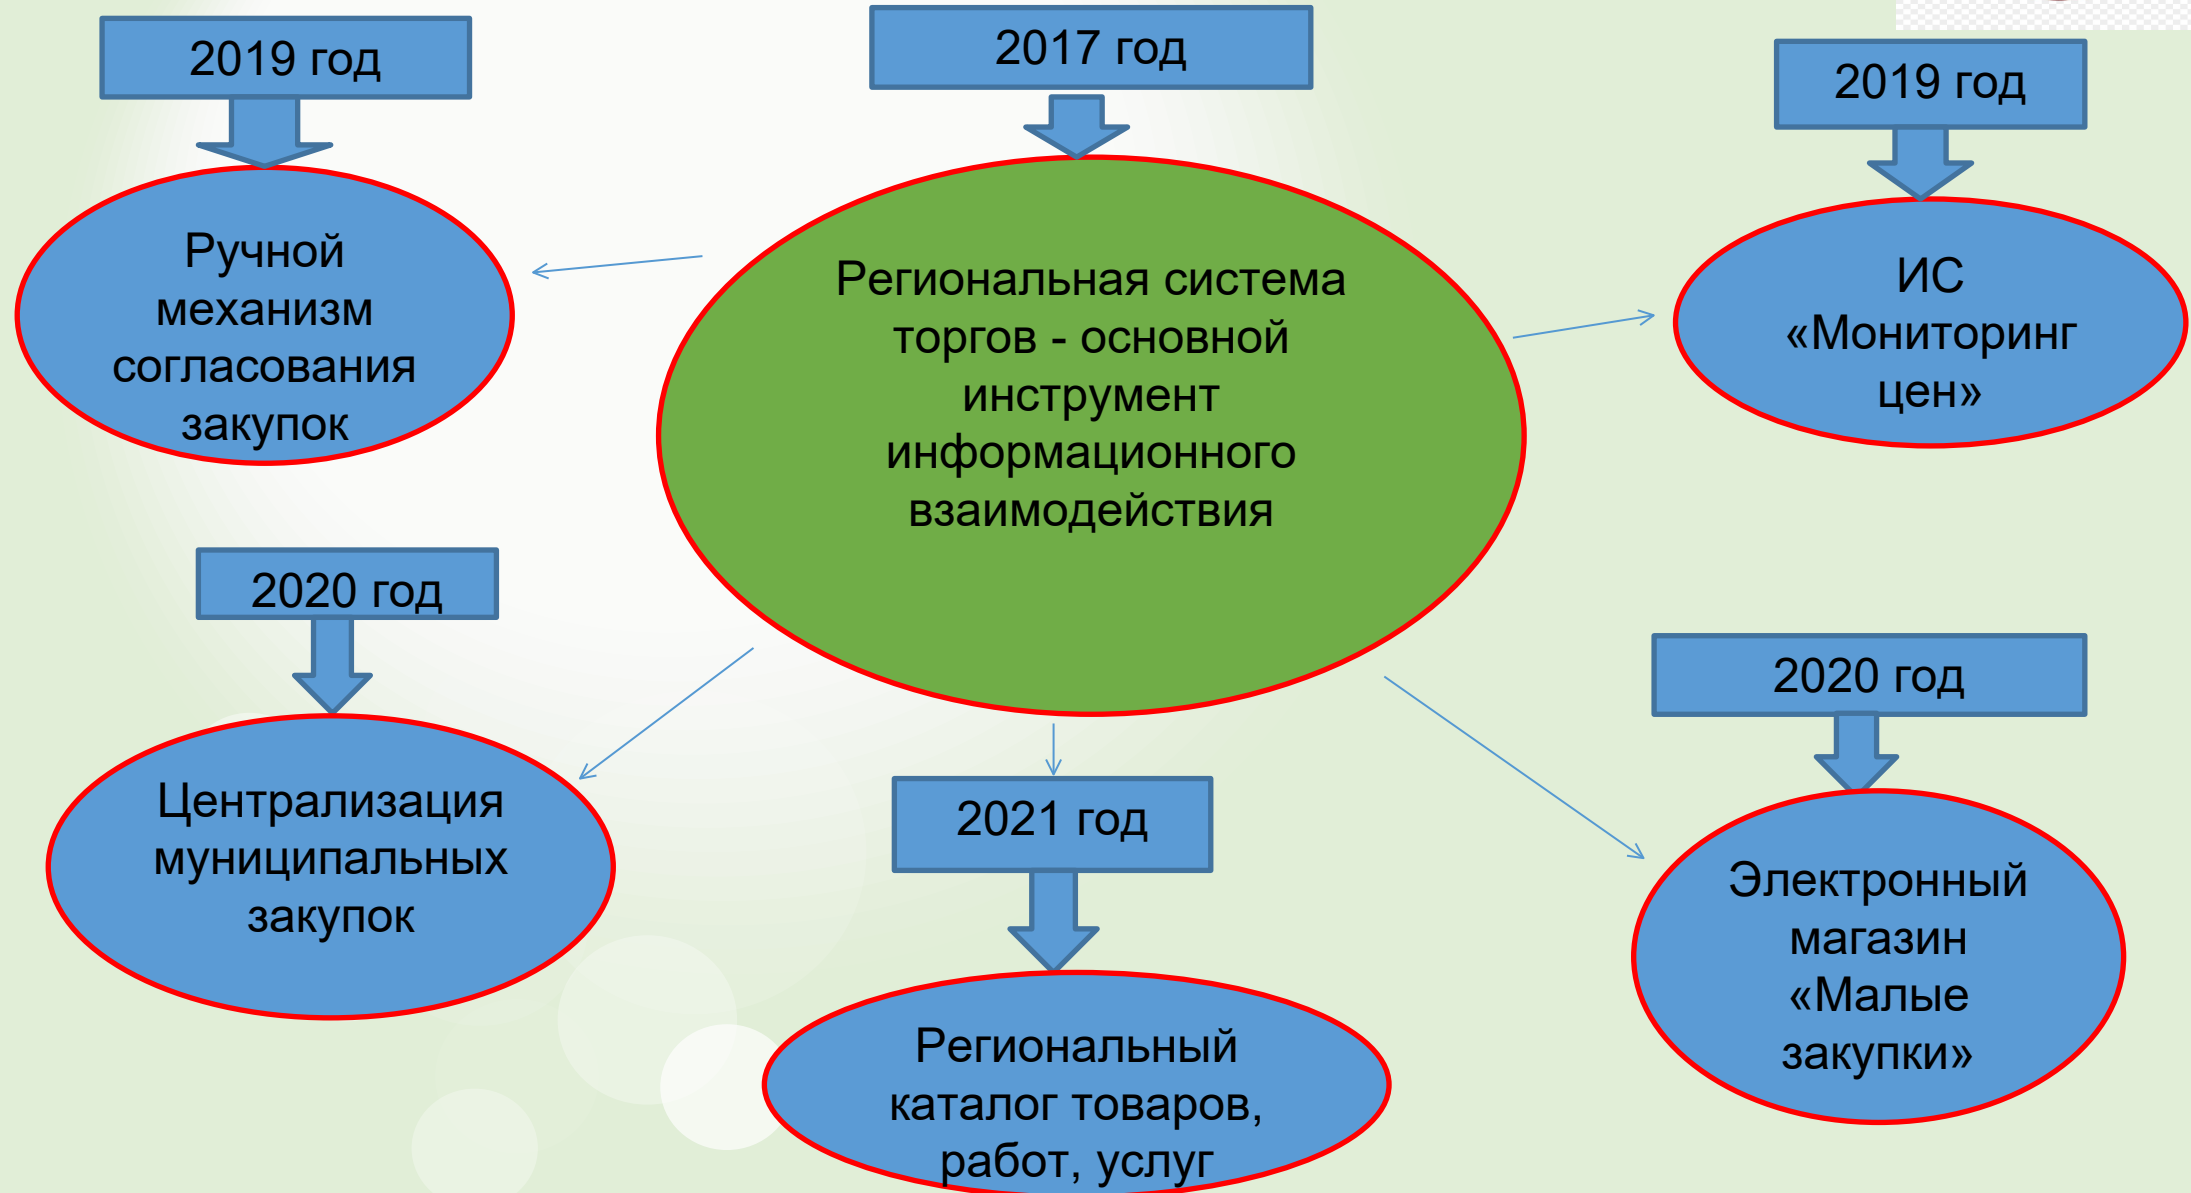 2019 год
Ручной
механизм
согласования
закупок
2017 год
Региональная система
торгов - основной
инструмент
информационного
взаимодействия
2019 год
ИС
«Мониторинг
цен»
2020 год
Централизация
муниципальных
закупок
2021 год
Региональный
каталог товаров,
работ, услуг
2020 год
Электронный
магазин
«Малые
закупки»